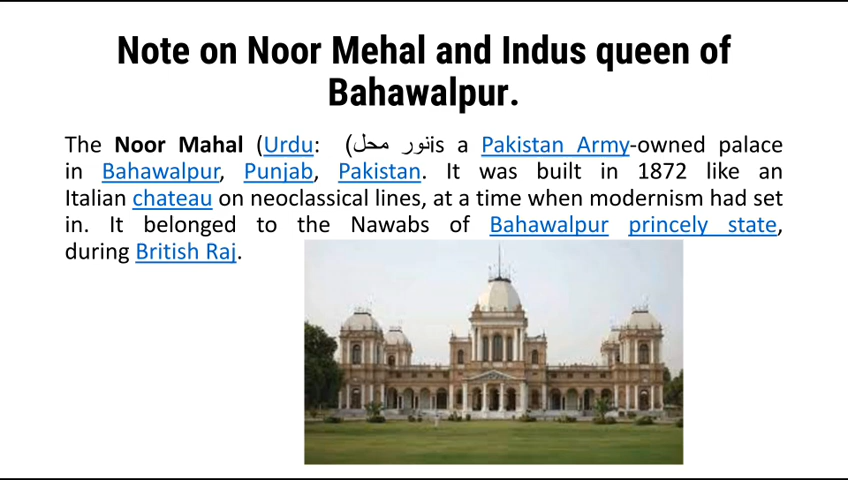 Note on Noor Mehal and Indus queen of
Bahawalpur.
The Noor Mahal (Urdu: نور محل) is a Pakistan Army-owned palace
in Bahawalpur, Punjab, Pakistan. It was built in 1872 like an
Italian chateau on neoclassical lines, at a time when modernism had set
in. It belonged to the Nawabs of Bahawalpur princely state,
during British Raj.